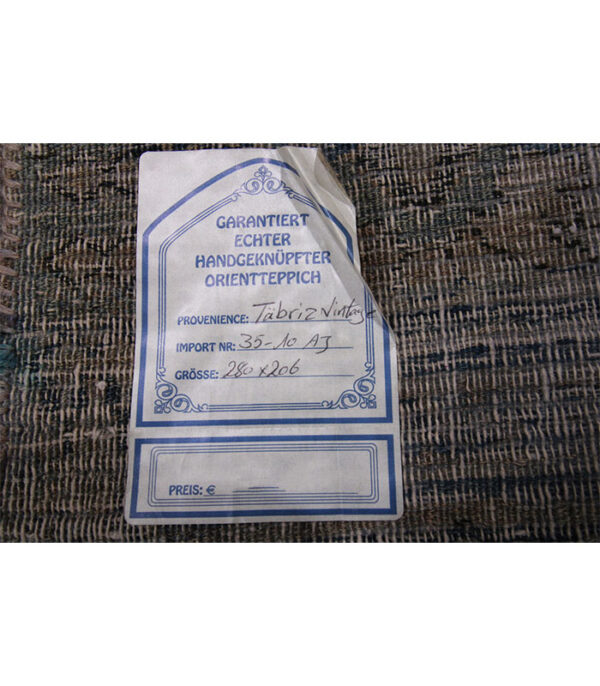 GARANTIERT
ECHTER
HANDGEKNÜPFTER
ORIENTTEPPICH
PROVENIENCE: Täbriz Vintage
IMPORT NR: 35-10 AJ
GRÖSSE: 280x206
PREIS: €